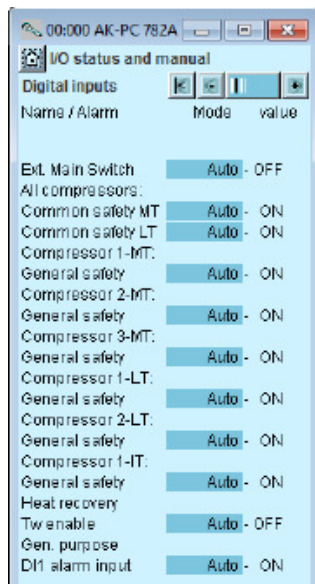 00:000 AK-PC 782A
I/O status and manual
Digital inputs
Name / Alarm Mode value
Ext. Main Switch Auto - OFF
All compressors:
Common safety MT Auto - ON
Common safety LT Auto - ON
Compressor 1-MT:
General safety Auto - ON
Compressor 2-MT:
General safety Auto - ON
Compressor 3-MT:
General safety Auto - ON
Compressor 1-LT:
General safety Auto - ON
Compressor 2-LT:
General safety Auto - ON
Compressor 1-IT:
General safety Auto - ON
Heat recovery
Tw enable Auto - OFF
Gen. purpose
DI1 alarm input Auto - ON